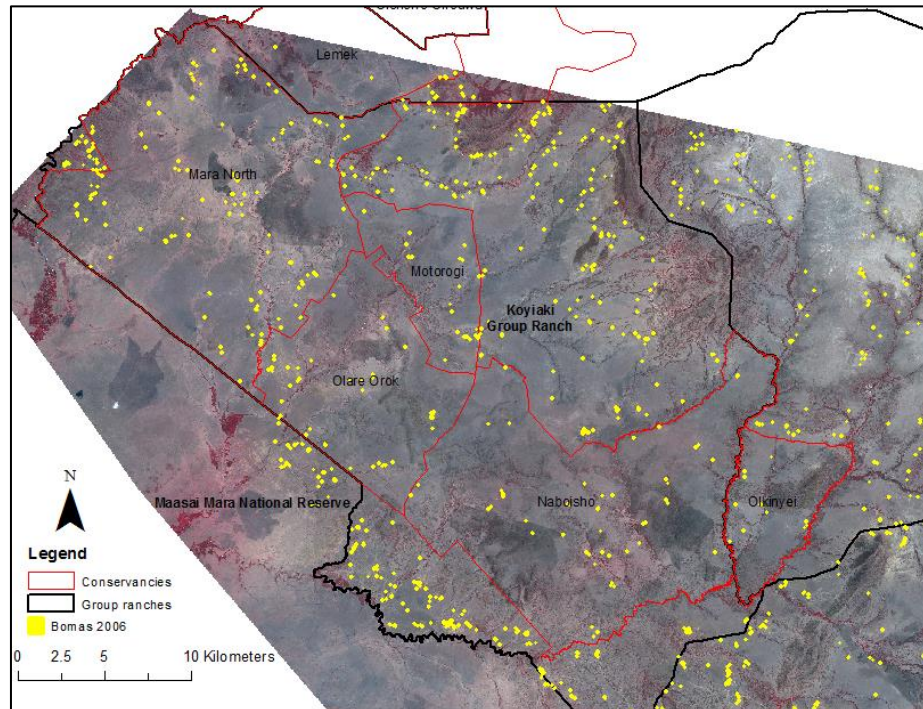 Lemek
Mara North
Motorogi
Koyiaki
Group Ranch
Olare Orok
Maasai Mara National Reserve
Naboisho
Olkinyei
N
Legend
Conservancies
Group ranches
Bomas 2006
0 2.5 5 10 Kilometers